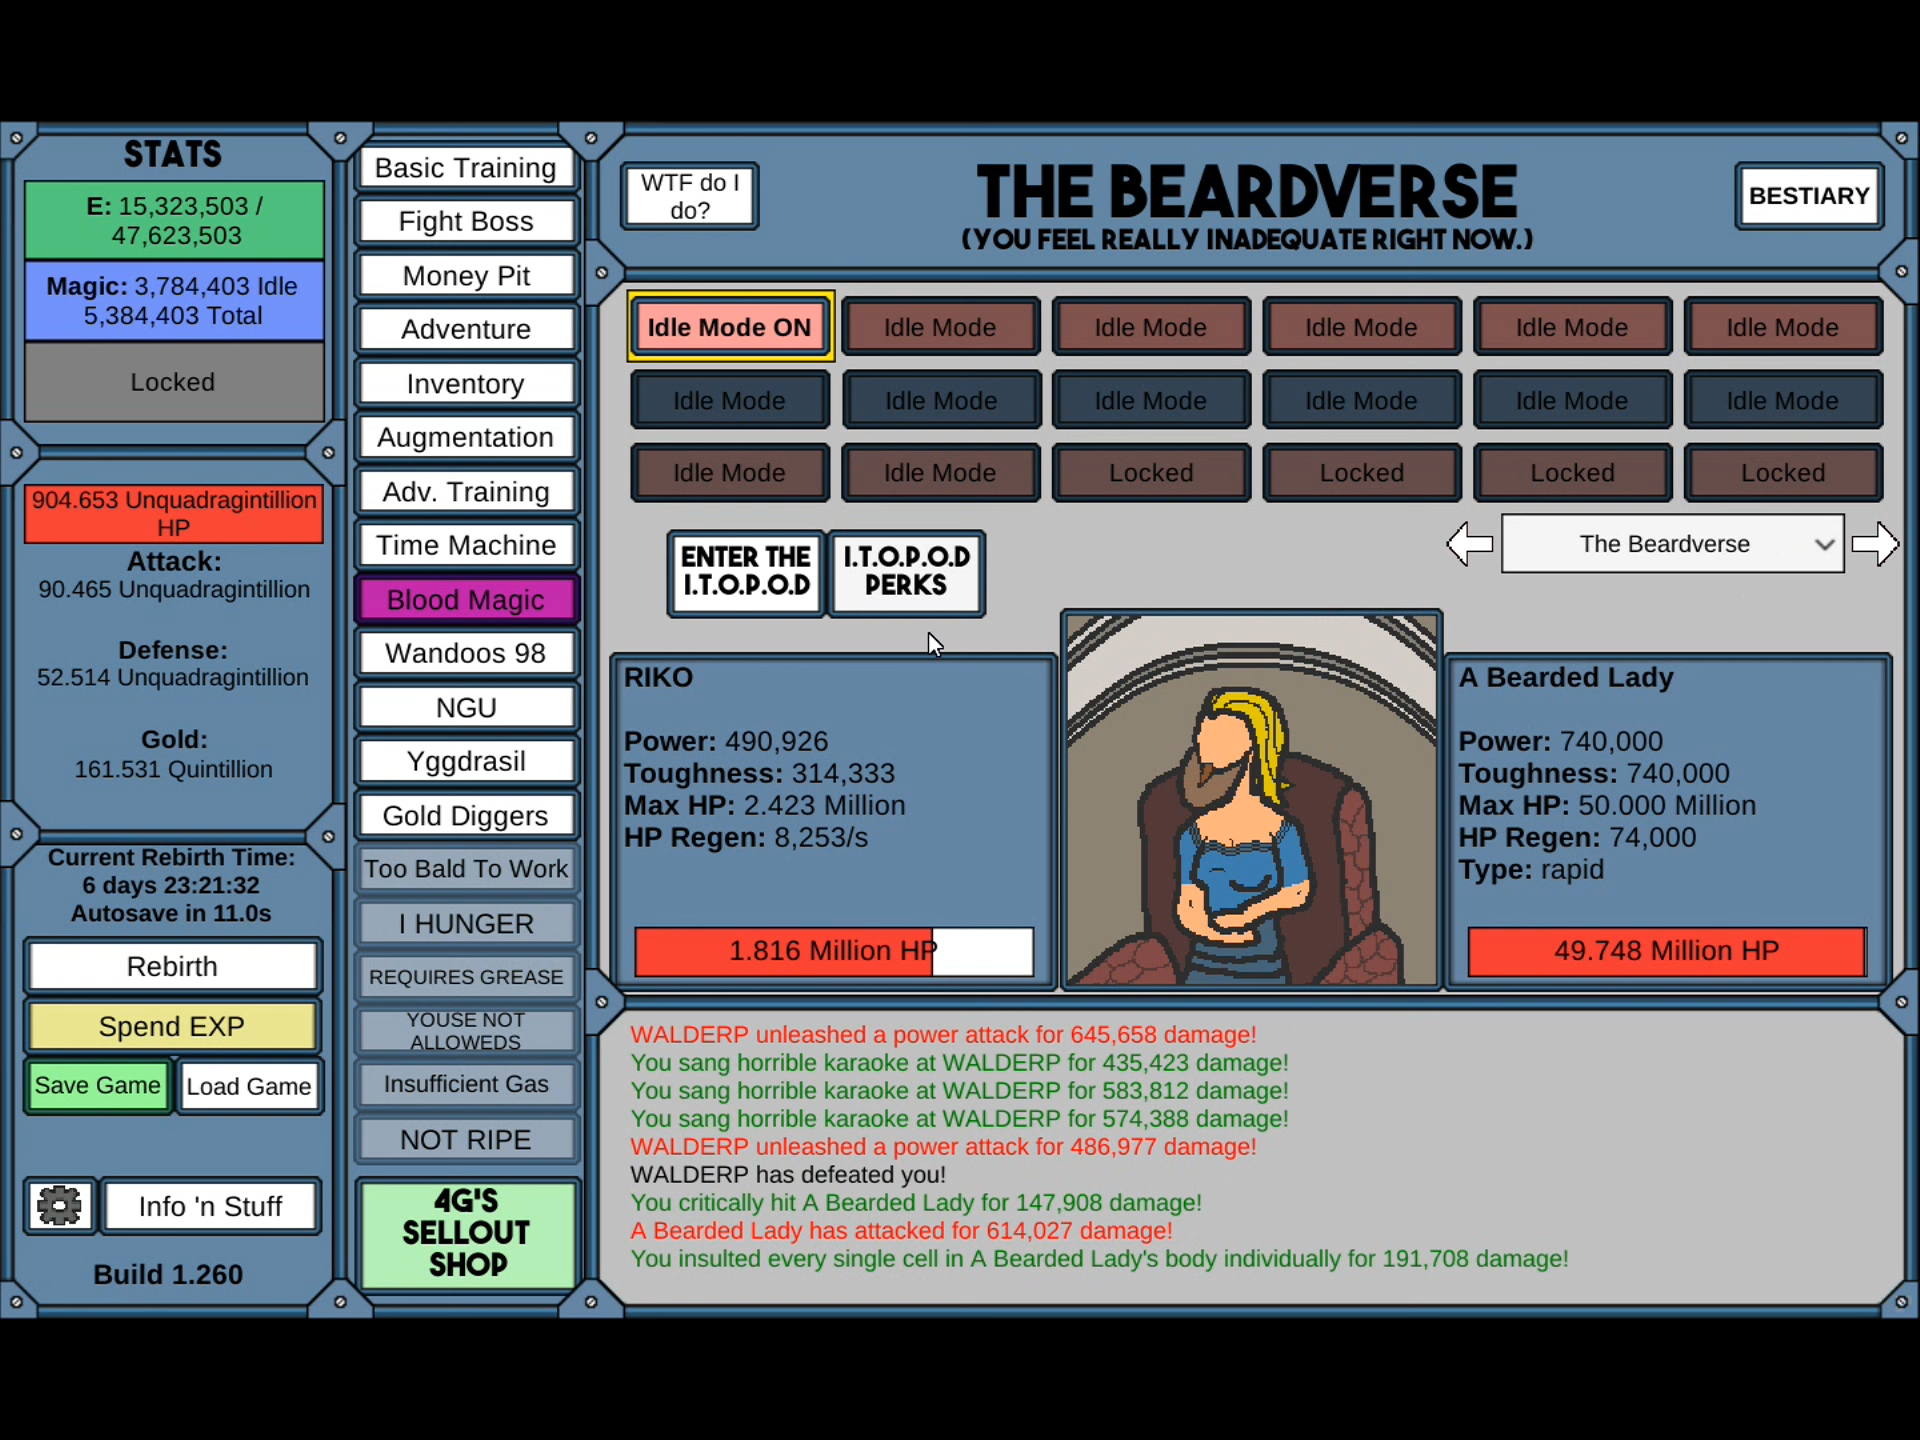 STATS
E: 15,323,503 /
47,623,503
Magic: 3,784,403 Idle
5,384,403 Total
Locked
904.653 Unquadragintillion
HP
Attack:
90.465 Unquadragintillion
Defense:
52.514 Unquadragintillion
Gold:
161.531 Quintillion
Current Rebirth Time:
6 days 23:21:32
Autosave in 11.0s
Rebirth
Spend EXP
Save Game
Load Game
Info 'n Stuff
Build 1.260
Basic Training
Fight Boss
Money Pit
Adventure
Inventory
Augmentation
Adv. Training
Time Machine
Blood Magic
Wandoos 98
NGU
Yggdrasil
Gold Diggers
Too Bald To Work
I HUNGER
REQUIRES GREASE
YOUSE NOT
ALLOWEDS
Insufficient Gas
NOT RIPE
4G'S
SELLOUT
SHOP
WTF do I
do?
THE BEARDVERSE
(YOU FEEL REALLY INADEQUATE RIGHT NOW.)
BESTIARY
Idle Mode ON
Idle Mode
Idle Mode
Idle Mode
Idle Mode
Idle Mode
Idle Mode
Idle Mode
Idle Mode
Idle Mode
Idle Mode
Idle Mode
Idle Mode
Idle Mode
Locked
Locked
Locked
Locked
ENTER THE
I.T.O.P.O.D
I.T.O.P.O.D
PERKS
The Beardverse
RIKO
Power: 490,926
Toughness: 314,333
Max HP: 2.423 Million
HP Regen: 8,253/s
1.816 Million HP
A Bearded Lady
Power: 740,000
Toughness: 740,000
Max HP: 50.000 Million
HP Regen: 74,000
Type: rapid
49.748 Million HP
WALDERP unleashed a power attack for 645,658 damage!
You sang horrible karaoke at WALDERP for 435,423 damage!
You sang horrible karaoke at WALDERP for 583,812 damage!
You sang horrible karaoke at WALDERP for 574,388 damage!
WALDERP unleashed a power attack for 486,977 damage!
WALDERP has defeated you!
You critically hit A Bearded Lady for 147,908 damage!
A Bearded Lady has attacked for 614,027 damage!
You insulted every single cell in A Bearded Lady's body individually for 191,708 damage!